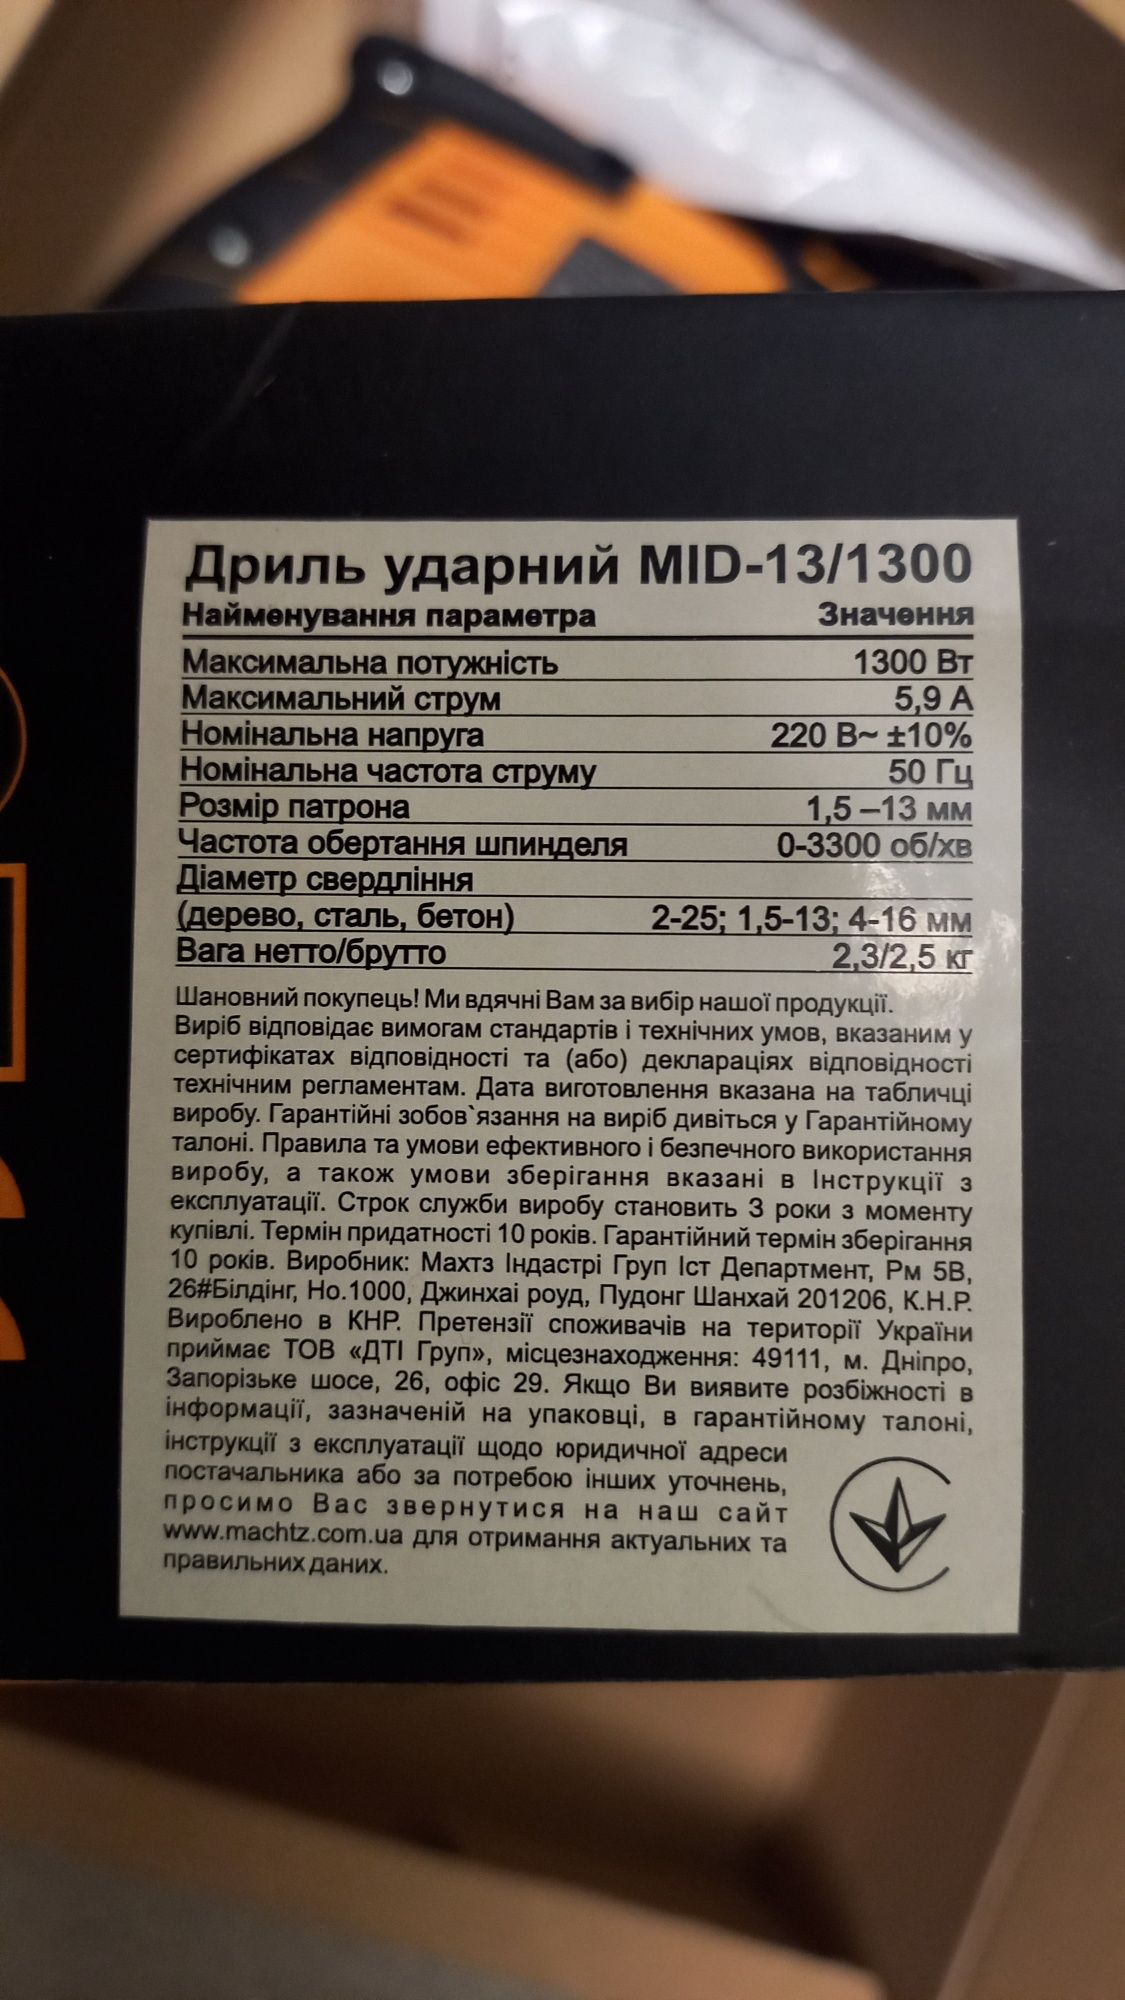 Дриль ударний MID-13/1300
Найменування параметра Значення
Максимальна потужність 1300 Вт
Максимальний струм 5,9 А
Номінальна напруга 220 В~ ±10%
Номінальна частота струму 50 Гц
Розмір патрона 1,5 –13 мм
Частота обертання шпинделя 0-3300 об/хв
Діаметр свердління
(дерево, сталь, бетон) 2-25; 1,5-13; 4-16 мм
Вага нетто/брутто 2,3/2,5 кг
Шановний покупець! Ми вдячні Вам за вибір нашої продукції.
Виріб відповідає вимогам стандартів і технічних умов, вказаним у
сертифікатах відповідності та (або) деклараціях відповідності
технічним регламентам. Дата виготовлення вказана на табличці
виробу. Гарантійні зобов`язання на виріб дивіться у Гарантійному
талоні. Правила та умови ефективного і безпечного використання
виробу, а також умови зберігання вказані в Інструкції з
експлуатації. Строк служби виробу становить 3 роки з моменту
купівлі. Термін придатності 10 років. Гарантійний термін зберігання
10 років. Виробник: Махтз Індастрі Груп Іст Департмент, Рм 5В,
26#Білдінг, Но.1000, Джинхаі роуд, Пудонг Шанхай 201206, К.Н.Р.
Вироблено в КНР. Претензії споживачів на території України
приймає ТОВ «ДТІ Груп», місцезнаходження: 49111, м. Дніпро,
Запорізьке шосе, 26, офіс 29. Якщо Ви виявите розбіжності в
інформації, зазначеній на упаковці, в гарантійному талоні,
інструкції з експлуатації щодо юридичної адреси
постачальника або за потребою інших уточнень,
просимо Вас звернутися на наш сайт
www.machtz.com.ua для отримання актуальних та
правильних даних.